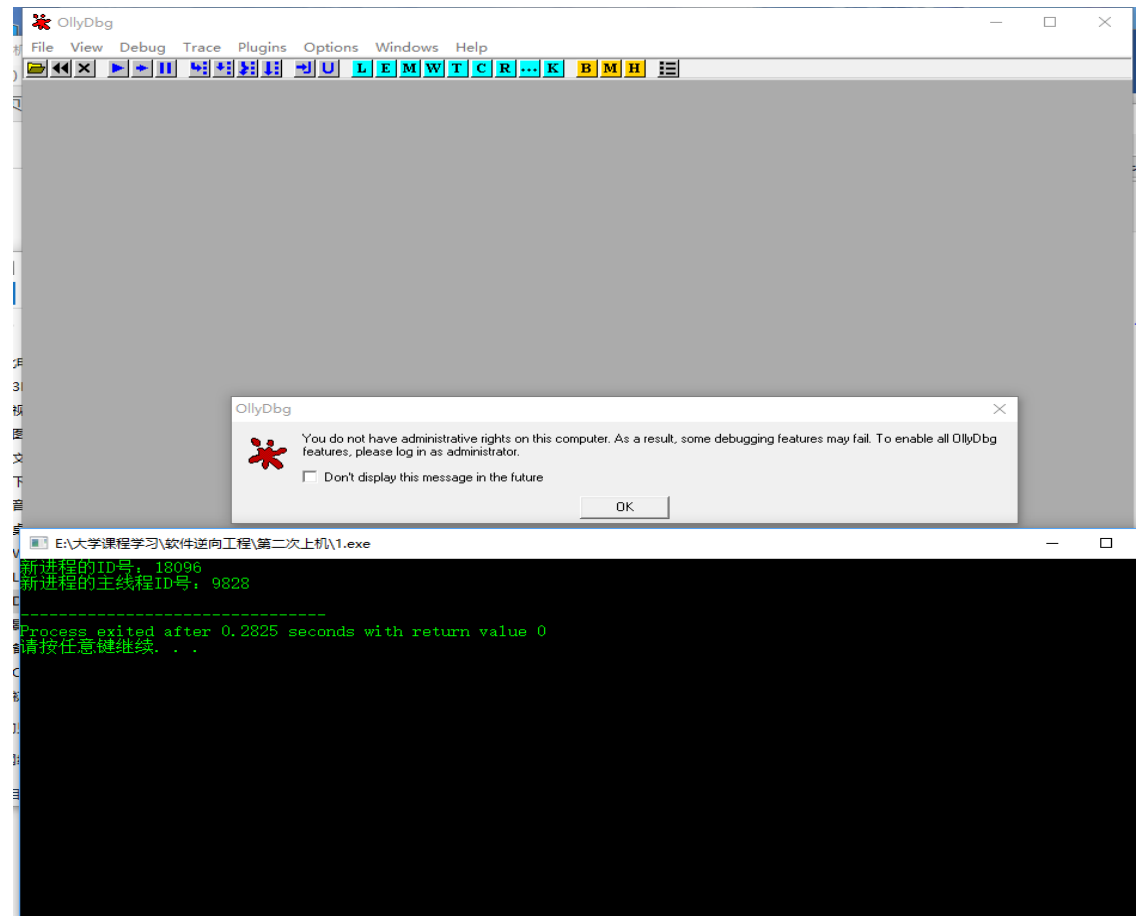 OllyDbg
File View Debug Trace Plugins Options Windows Help
L E M W T C R ... K B M H
OllyDbg
You do not have administrative rights on this computer. As a result, some debugging features may fail. To enable all OllyDbg
features, please log in as administrator.
Don't display this message in the future
OK
E:\大学课程学习\软件逆向工程\第二次上机\1.exe
新进程的ID号：18096
新进程的主线程ID号：9828
--------------------------------
Process exited after 0.2825 seconds with return value 0
请按任意键继续. . .